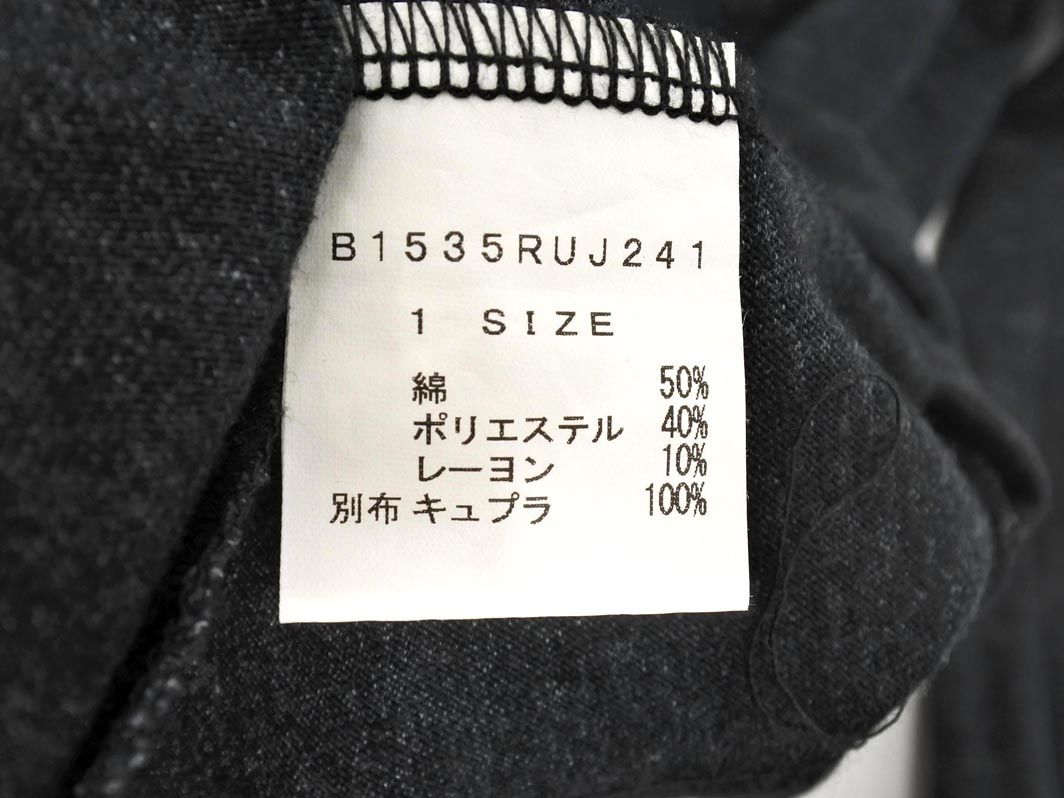 B1535RUJ241
1 SIZE
綿 50%
ポリエステル 40%
レーヨン 10%
別布 キュプラ 100%